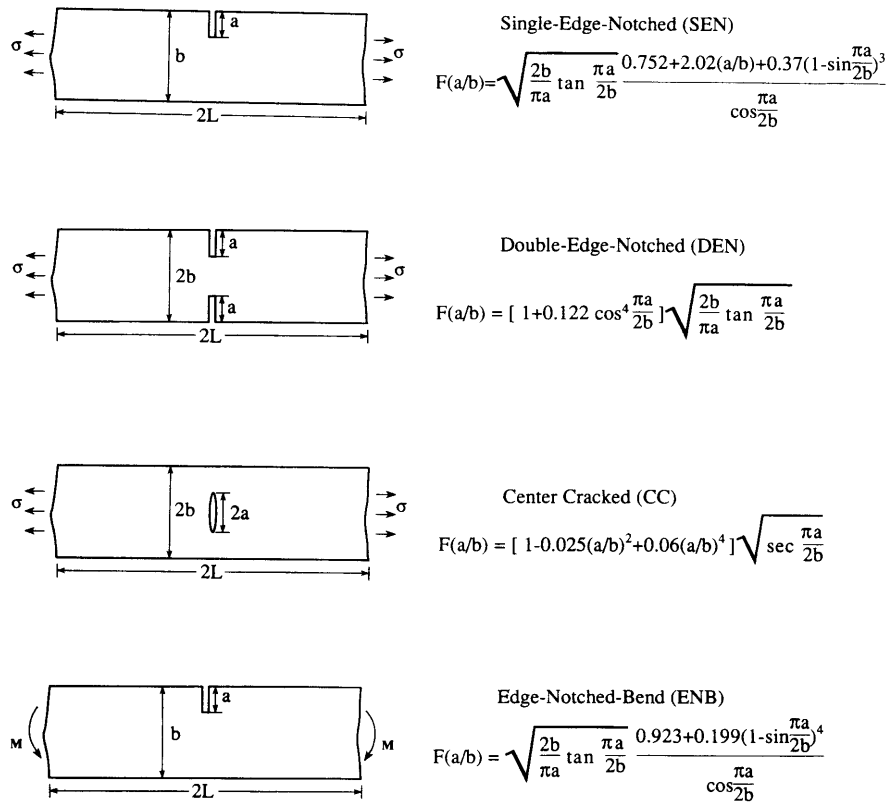 a
Single-Edge-Notched (SEN)
σ
b
σ
F(a/b)=√(2b/πa tan πa/2b) (0.752+2.02(a/b)+0.37(1-sin πa/2b)³)/(cos πa/2b)
2L
a
Double-Edge-Notched (DEN)
σ
2b
σ
a
F(a/b) = [ 1+0.122 cos⁴ πa/2b ] √(2b/πa tan πa/2b)
2L
Center Cracked (CC)
σ
2b
2a
σ
F(a/b) = [ 1-0.025(a/b)²+0.06(a/b)⁴ ] √(sec πa/2b)
2L
a
Edge-Notched-Bend (ENB)
M
b
M
F(a/b) = √(2b/πa tan πa/2b) (0.923+0.199(1-sin πa/2b)⁴)/(cos πa/2b)
2L